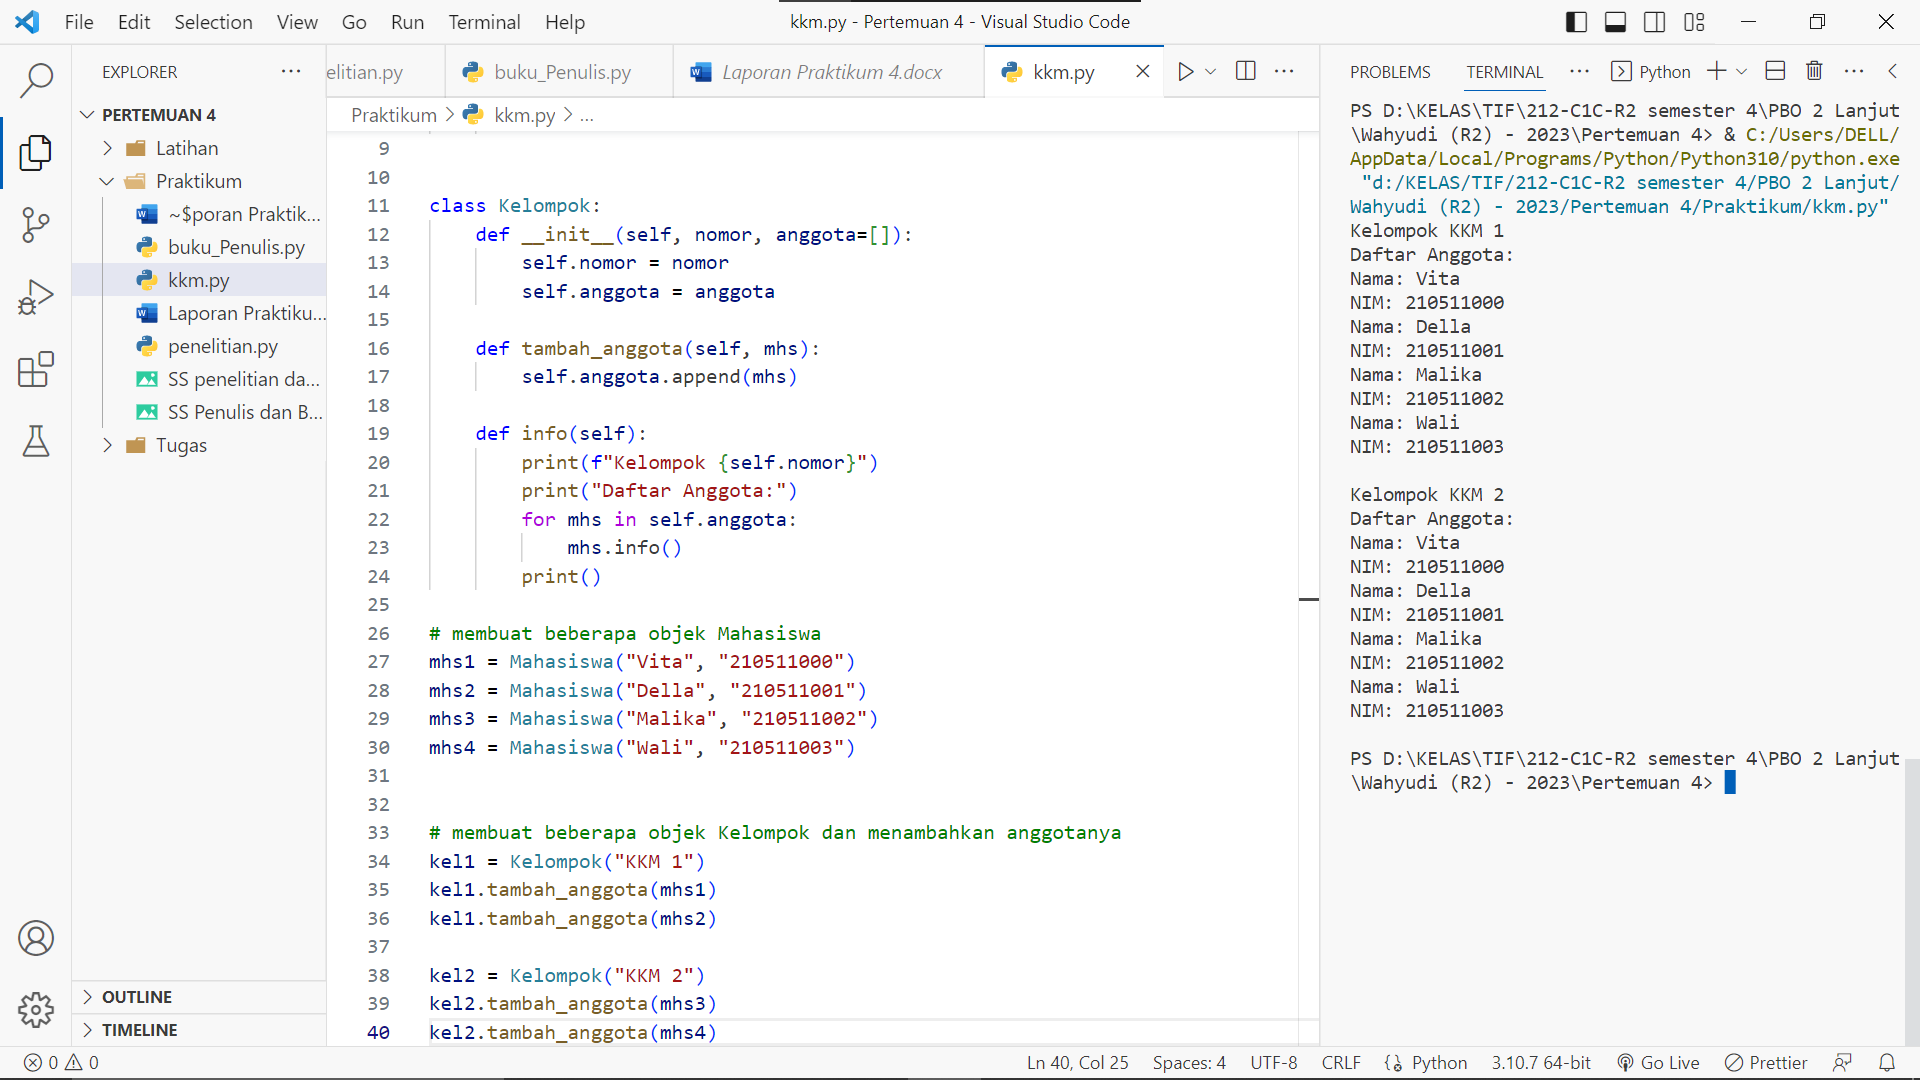 File Edit Selection View Go Run Terminal Help
kkm.py - Pertemuan 4 - Visual Studio Code
EXPLORER ...
PERTEMUAN 4
Latihan
Praktikum
~$poran Praktik...
buku_Penulis.py
kkm.py
Laporan Praktiku...
penelitian.py
SS penelitian da...
SS Penulis dan B...
Tugas
OUTLINE
TIMELINE
elitian.py
buku_Penulis.py
Laporan Praktikum 4.docx
kkm.py
Praktikum > kkm.py > ...
9
10
11 class Kelompok:
12 def __init__(self, nomor, anggota=[]):
13 self.nomor = nomor
14 self.anggota = anggota
15
16 def tambah_anggota(self, mhs):
17 self.anggota.append(mhs)
18
19 def info(self):
20 print(f"Kelompok {self.nomor}")
21 print("Daftar Anggota:")
22 for mhs in self.anggota:
23 mhs.info()
24 print()
25
26 # membuat beberapa objek Mahasiswa
27 mhs1 = Mahasiswa("Vita", "210511000")
28 mhs2 = Mahasiswa("Della", "210511001")
29 mhs3 = Mahasiswa("Malika", "210511002")
30 mhs4 = Mahasiswa("Wali", "210511003")
31
32
33 # membuat beberapa objek Kelompok dan menambahkan anggotanya
34 kel1 = Kelompok("KKM 1")
35 kel1.tambah_anggota(mhs1)
36 kel1.tambah_anggota(mhs2)
37
38 kel2 = Kelompok("KKM 2")
39 kel2.tambah_anggota(mhs3)
40 kel2.tambah_anggota(mhs4)
PROBLEMS TERMINAL ... Python
PS D:\KELAS\TIF\212-C1C-R2 semester 4\PBO 2 Lanjut
\Wahyudi (R2) - 2023\Pertemuan 4> & C:/Users/DELL/
AppData/Local/Programs/Python/Python310/python.exe
"d:/KELAS/TIF/212-C1C-R2 semester 4/PBO 2 Lanjut/
Wahyudi (R2) - 2023/Pertemuan 4/Praktikum/kkm.py"
Kelompok KKM 1
Daftar Anggota:
Nama: Vita
NIM: 210511000
Nama: Della
NIM: 210511001
Nama: Malika
NIM: 210511002
Nama: Wali
NIM: 210511003
Kelompok KKM 2
Daftar Anggota:
Nama: Vita
NIM: 210511000
Nama: Della
NIM: 210511001
Nama: Malika
NIM: 210511002
Nama: Wali
NIM: 210511003
PS D:\KELAS\TIF\212-C1C-R2 semester 4\PBO 2 Lanjut
\Wahyudi (R2) - 2023\Pertemuan 4>
0 0
Ln 40, Col 25 Spaces: 4 UTF-8 CRLF Python 3.10.7 64-bit Go Live Prettier